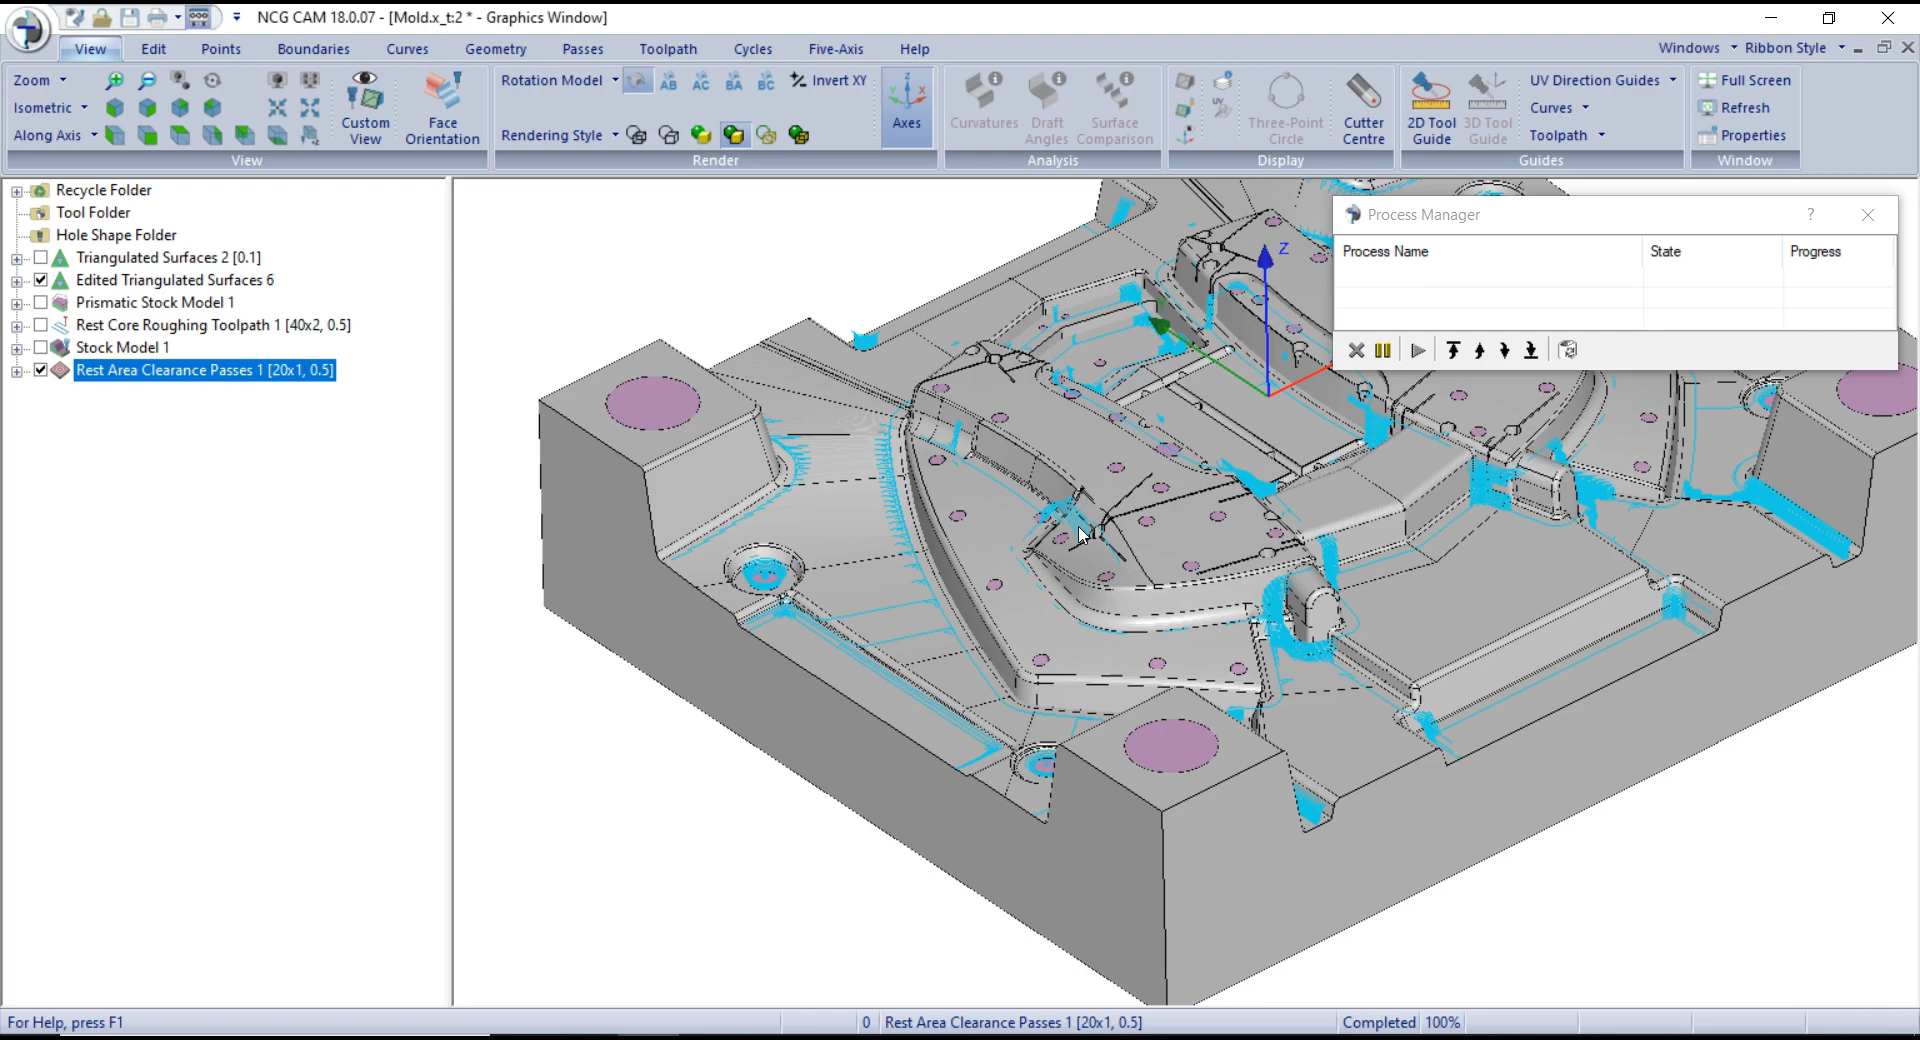 NCG CAM 18.0.07 - [Mold.x_t:2 * - Graphics Window]
View Edit Points Boundaries Curves Geometry Passes Toolpath Cycles Five-Axis Help Windows Ribbon Style
Zoom
Isometric
Along Axis
Custom
View
Face
Orientation
View
Rotation Model
AB
AC
BA
BC
Invert XY
Rendering Style
Axes
Render
Curvatures
Draft
Angles
Surface
Comparison
Analysis
UV
Three-Point
Circle
Cutter
Centre
Display
2D Tool
Guide
3D Tool
Guide
UV Direction Guides
Curves
Toolpath
Guides
Full Screen
Refresh
Properties
Window
Recycle Folder
Tool Folder
Hole Shape Folder
Triangulated Surfaces 2 [0.1]
Edited Triangulated Surfaces 6
Prismatic Stock Model 1
Rest Core Roughing Toolpath 1 [40x2, 0.5]
Stock Model 1
Rest Area Clearance Passes 1 [20x1, 0.5]
Process Manager
Process Name State Progress
Z
For Help, press F1
0 Rest Area Clearance Passes 1 [20x1, 0.5]
Completed 100%